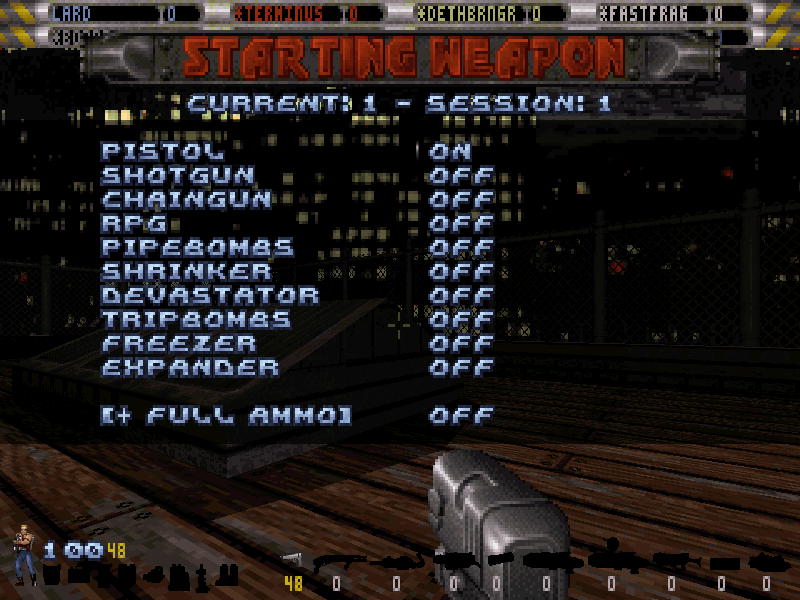 LARD 0 *TERMINUS 0 *DETHBRNGR 0 *FASTFRAG 0
STARTING WEAPON
CURRENT: 1 - SESSION: 1
PISTOL ON
SHOTGUN OFF
CHAINGUN OFF
RPG OFF
PIPEBOMBS OFF
SHRINKER OFF
DEVASTATOR OFF
TRIPBOMBS OFF
FREEZER OFF
EXPANDER OFF
[+ FULL AMMO] OFF
100 48
48 0 0 0 0 0 0 0 0 0